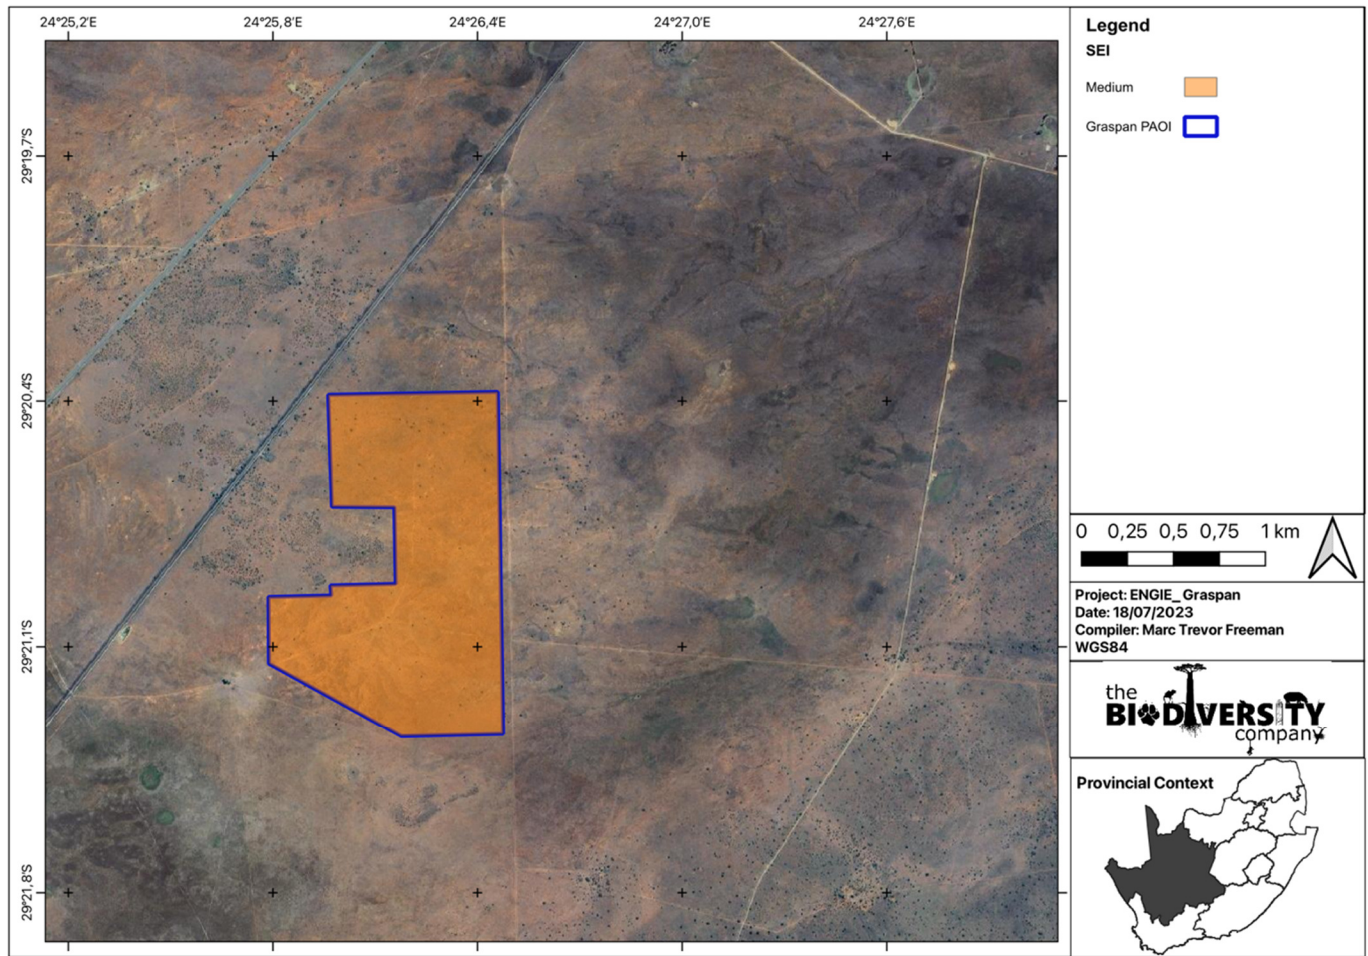 24°25,2'E 24°25,8'E 24°26,4'E 24°27,0'E 24°27,6'E
29°19,7'S
29°20,4'S
29°21,1'S
29°21,8'S
Legend
SEI
Medium
Graspan PAOI
0 0,25 0,5 0,75 1 km
Project: ENGIE_ Graspan
Date: 18/07/2023
Compiler: Marc Trevor Freeman
WGS84
the
BIODIVERSITY
company
Provincial Context